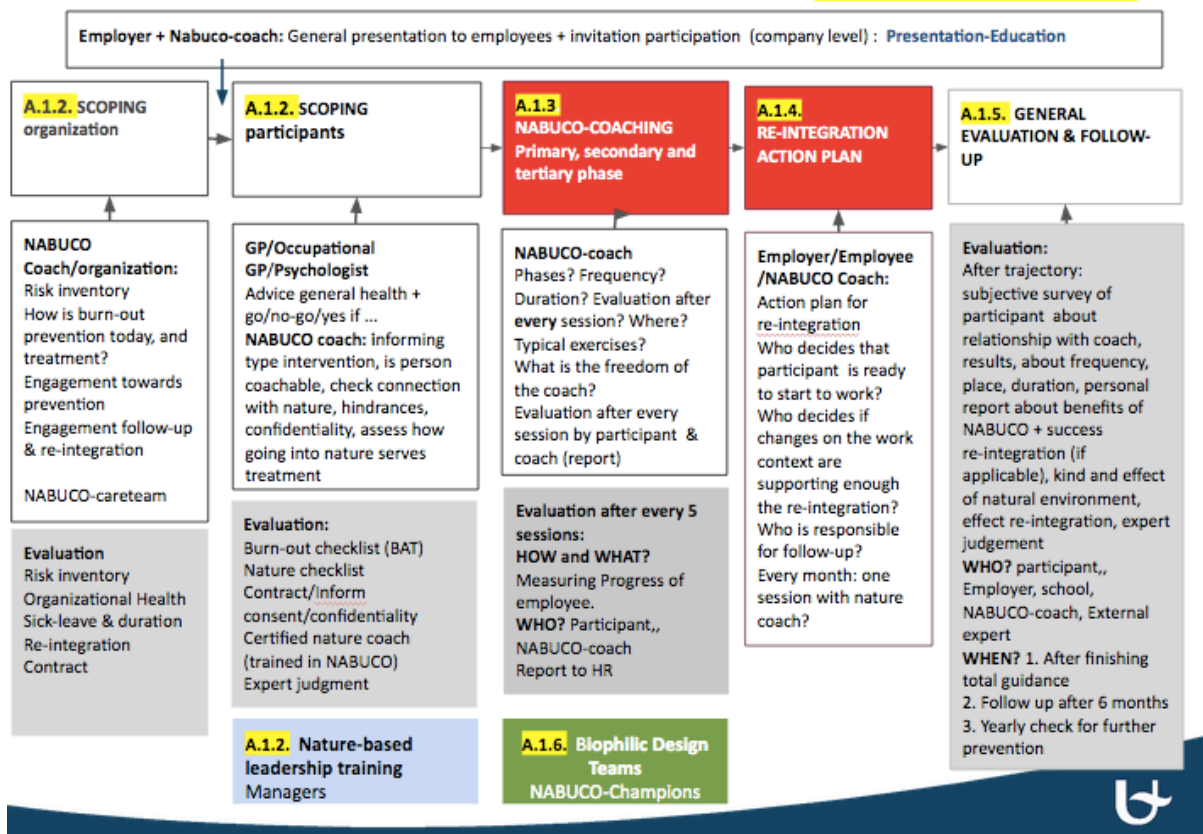 Employer + Nabuco-coach: General presentation to employees + invitation participation (company level) : Presentation-Education
A.1.2. SCOPING
organization
A.1.2. SCOPING
participants
A.1.3
NABUCO-COACHING
Primary, secondary and
tertiary phase
A.1.4.
RE-INTEGRATION
ACTION PLAN
A.1.5. GENERAL
EVALUATION & FOLLOW-
UP
NABUCO
Coach/organization:
Risk inventory
How is burn-out
prevention today, and
treatment?
Engagement towards
prevention
Engagement follow-up
& re-integration
NABUCO-careteam
Evaluation
Risk inventory
Organizational Health
Sick-leave & duration
Re-integration
Contract
GP/Occupational
GP/Psychologist
Advice general health +
go/no-go/yes if ...
NABUCO coach: informing
type intervention, is person
coachable, check connection
with nature, hindrances,
confidentiality, assess how
going into nature serves
treatment
Evaluation:
Burn-out checklist (BAT)
Nature checklist
Contract/Inform
consent/confidentiality
Certified nature coach
(trained in NABUCO)
Expert judgment
A.1.2. Nature-based
leadership training
Managers
NABUCO-coach
Phases? Frequency?
Duration? Evaluation after
every session? Where?
Typical exercises?
What is the freedom of
the coach?
Evaluation after every
session by participant &
coach (report)
Evaluation after every 5
sessions:
HOW and WHAT?
Measuring Progress of
employee.
WHO? Participant,,
NABUCO-coach
Report to HR
A.1.6. Biophilic Design
Teams
NABUCO-Champions
Employer/Employee
/NABUCO Coach:
Action plan for
re-integration
Who decides that
participant is ready
to start to work?
Who decides if
changes on the work
context are
supporting enough
the re-integration?
Who is responsible
for follow-up?
Every month: one
session with nature
coach?
Evaluation:
After trajectory:
subjective survey of
participant about
relationship with coach,
results, about frequency,
place, duration, personal
report about benefits of
NABUCO + success
re-integration (if
applicable), kind and effect
of natural environment,
effect re-integration, expert
judgement
WHO? participant,,
Employer, school,
NABUCO-coach, External
expert
WHEN? 1. After finishing
total guidance
2. Follow up after 6 months
3. Yearly check for further
prevention